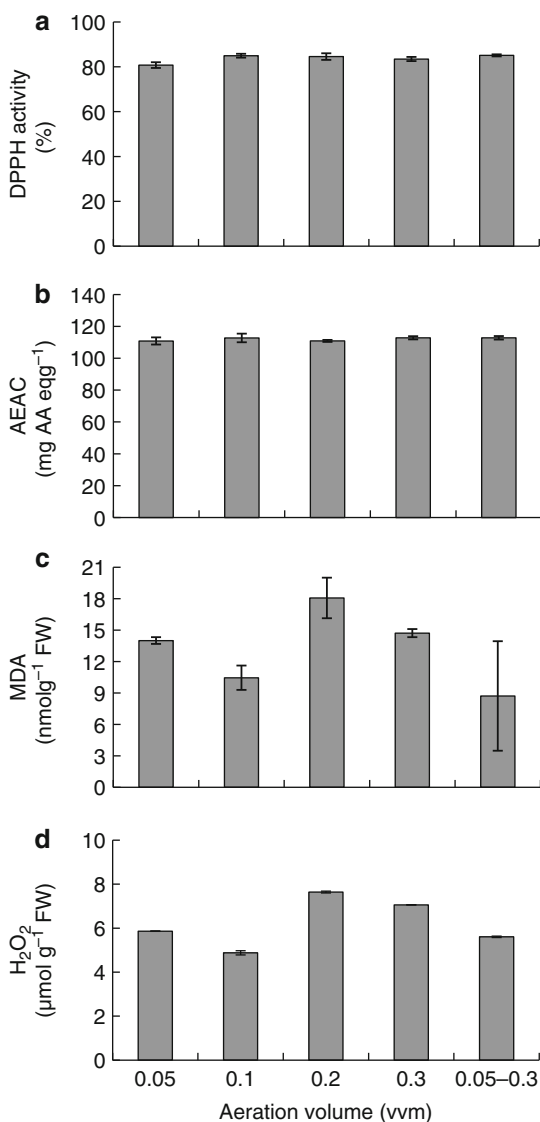 a
DPPH activity
(%)
100
80
60
40
20
0
b
AEAC
(mg AA eqg⁻¹)
140
120
100
80
60
40
20
0
c
MDA
(nmolg⁻¹ FW)
21
18
15
12
9
6
3
0
d
H₂O₂
(μmol g⁻¹ FW)
10
8
6
4
2
0
0.05 0.1 0.2 0.3 0.05–0.3
Aeration volume (vvm)